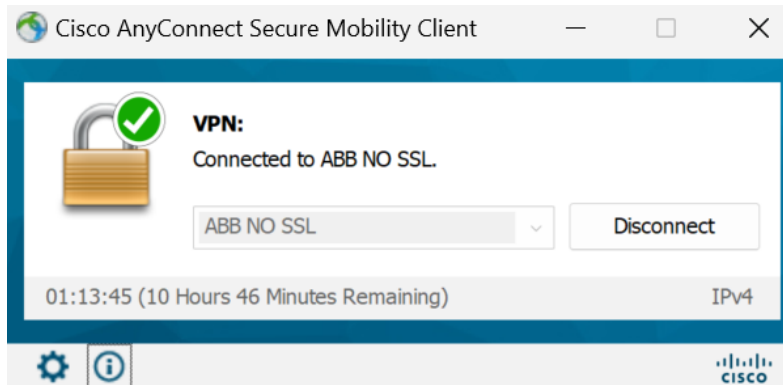 Cisco AnyConnect Secure Mobility Client
VPN:
Connected to ABB NO SSL.
ABB NO SSL
Disconnect
01:13:45 (10 Hours 46 Minutes Remaining)
IPv4
CISCO